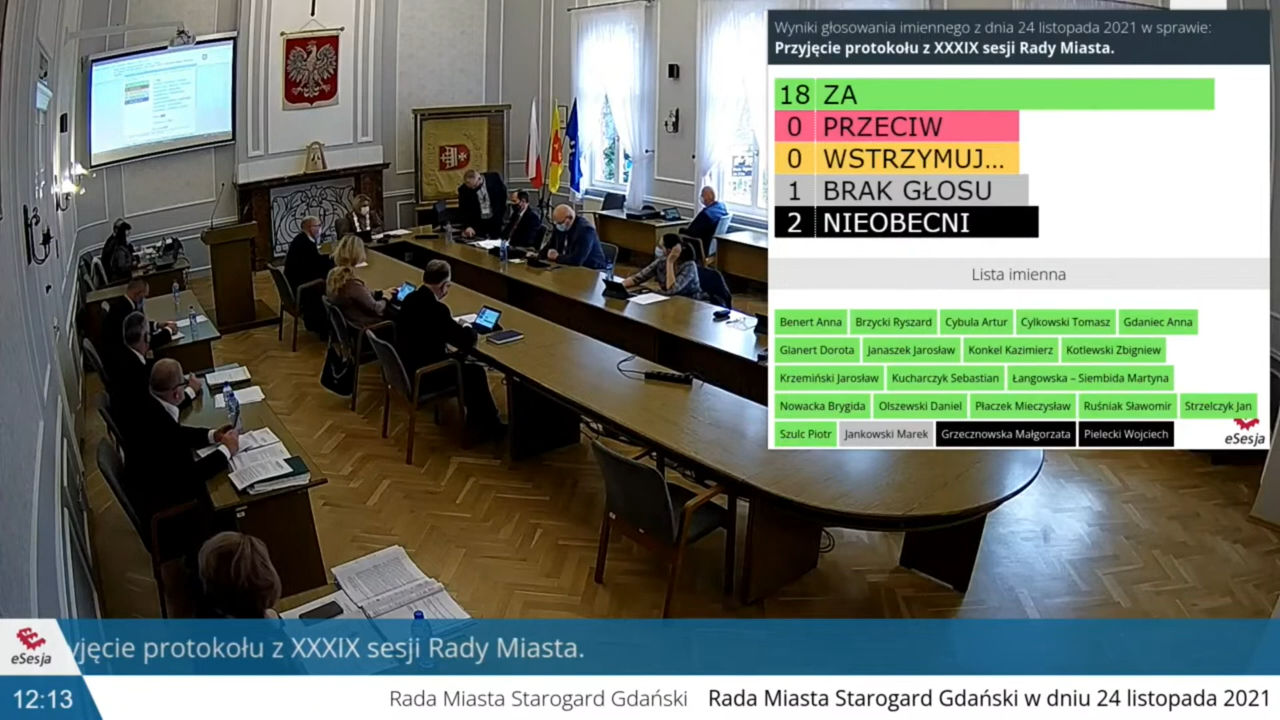 Wyniki głosowania imiennego z dnia 24 listopada 2021 w sprawie:
Przyjęcie protokołu z XXXIX sesji Rady Miasta.
18 ZA
0 PRZECIW
0 WSTRZYMUJ...
1 BRAK GŁOSU
2 NIEOBECNI
Lista imienna
Benert Anna Brzycki Ryszard Cybula Artur Cylkowski Tomasz Gdaniec Anna
Glanert Dorota Janaszek Jarosław Konkel Kazimierz Kotlewski Zbigniew
Krzemiński Jarosław Kucharczyk Sebastian Łangowska – Siembida Martyna
Nowacka Brygida Olszewski Daniel Płaczek Mieczysław Ruśniak Sławomir Strzelczyk Jan
Szulc Piotr Jankowski Marek Grzecznowska Małgorzata Pielecki Wojciech
eSesja
yjęcie protokołu z XXXIX sesji Rady Miasta.
eSesja
12:13
Rada Miasta Starogard Gdański Rada Miasta Starogard Gdański w dniu 24 listopada 2021